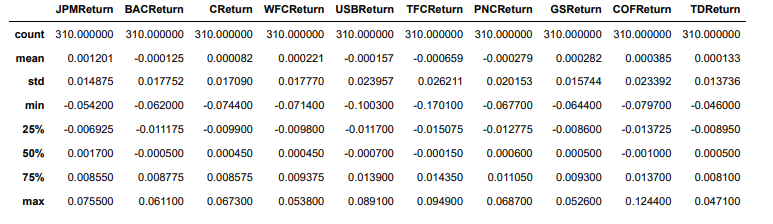 JPMReturn BACReturn CReturn WFCReturn USBReturn TFCReturn PNCReturn GSReturn COFReturn TDReturn
count 310.000000 310.000000 310.000000 310.000000 310.000000 310.000000 310.000000 310.000000 310.000000 310.000000
mean 0.001201 -0.000125 0.000082 0.000221 -0.000157 -0.000659 -0.000279 0.000282 0.000385 0.000133
std 0.014875 0.017752 0.017090 0.017770 0.023957 0.026211 0.020153 0.015744 0.023392 0.013736
min -0.054200 -0.062000 -0.074400 -0.071400 -0.100300 -0.170100 -0.067700 -0.064400 -0.079700 -0.046000
25% -0.006925 -0.011175 -0.009900 -0.009800 -0.011700 -0.015075 -0.012775 -0.008600 -0.013725 -0.008950
50% 0.001700 -0.000500 0.000450 0.000450 -0.000700 -0.000150 0.000600 0.000500 -0.001000 0.000500
75% 0.008550 0.008775 0.008575 0.009375 0.013900 0.014350 0.011050 0.009300 0.013700 0.008100
max 0.075500 0.061100 0.067300 0.053800 0.089100 0.094900 0.068700 0.052600 0.124400 0.047100